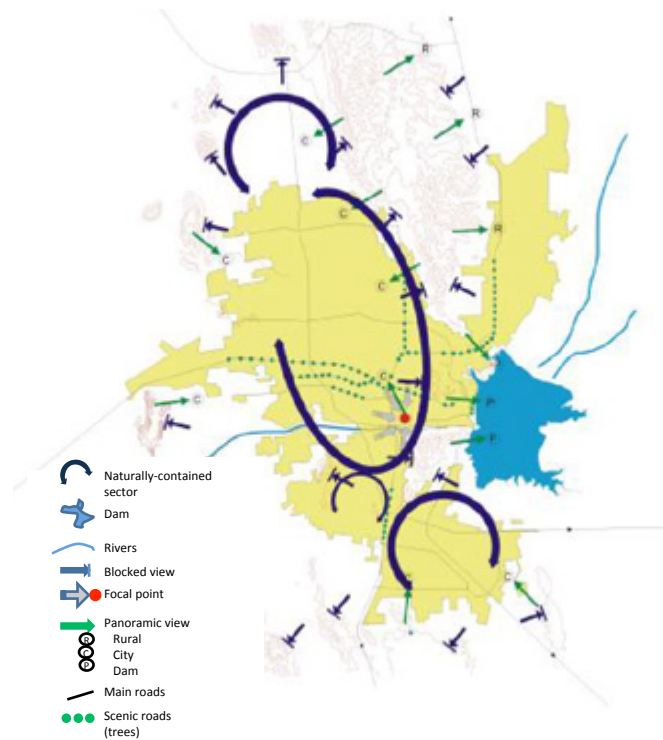 R
R
C
C
R
C
C
C
C
P
P
C
C
Naturally-contained
sector
Dam
Rivers
Blocked view
Focal point
Panoramic view
R Rural
C City
P Dam
Main roads
Scenic roads
(trees)